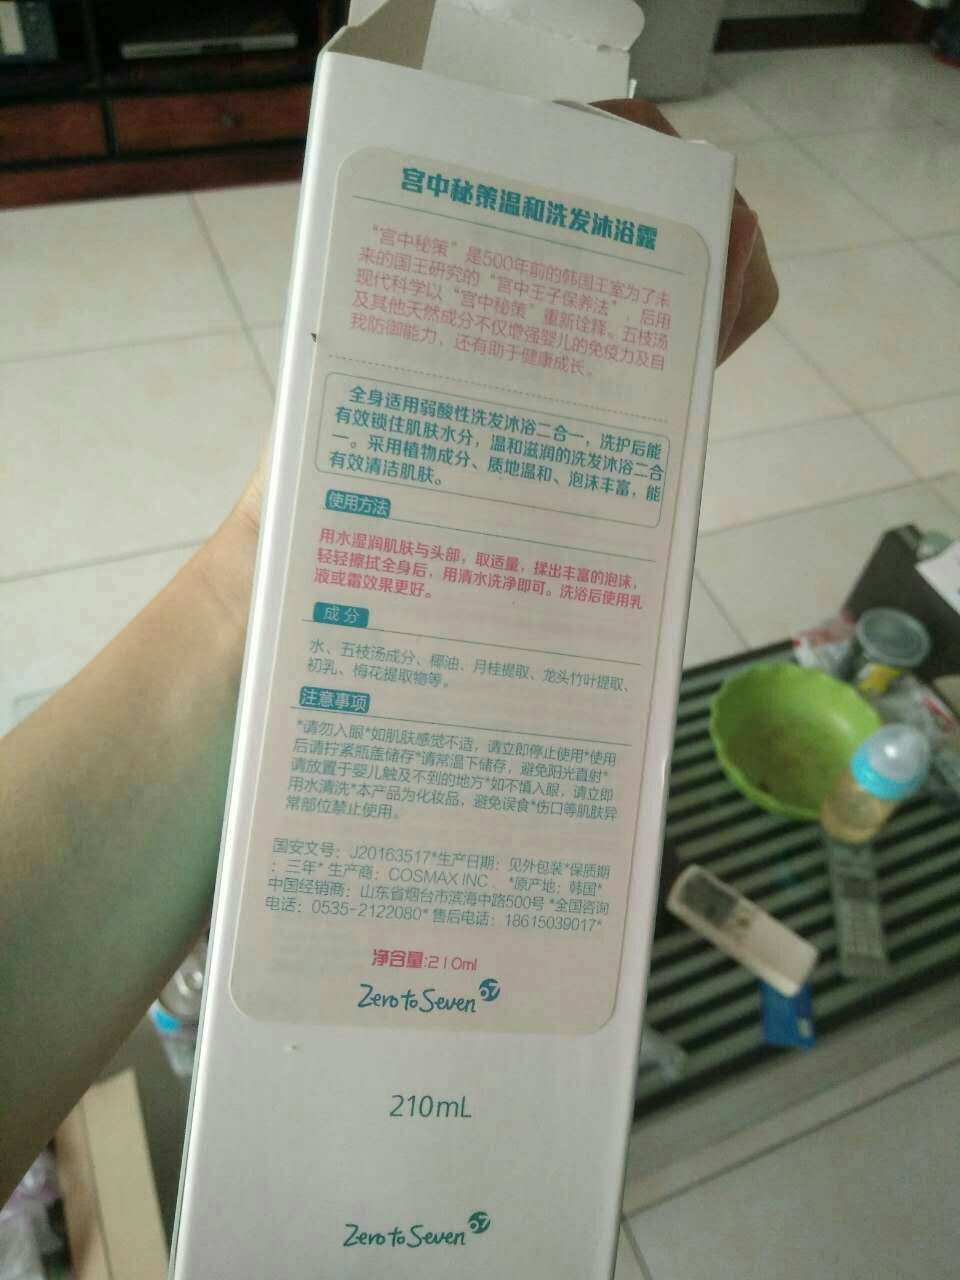 宫中秘策温和洗发沐浴露
“宫中秘策”是500年前的韩国王室为了未
来的国王研究的“宫中王子保养法”，后用
现代科学以“宫中秘策”重新诠释。五枝汤
及其他天然成分不仅增强婴儿的免疫力及自
我防御能力，还有助于健康成长。
全身适用弱酸性洗发沐浴二合一，洗护后能
有效锁住肌肤水分，温和滋润的洗发沐浴二合
一。采用植物成分、质地温和、泡沫丰富，能
有效清洁肌肤。
使用方法
用水湿润肌肤与头部，取适量，揉出丰富的泡沫，
轻轻擦拭全身后，用清水洗净即可。洗浴后使用乳
液或霜效果更好。
成分
水、五枝汤成分、椰油、月桂提取、龙头竹叶提取、
初乳、梅花提取物等。
注意事项
*请勿入眼*如肌肤感觉不适，请立即停止使用*使用
后请拧紧瓶盖储存*请常温下储存，避免阳光直射*
请放置于婴儿触及不到的地方*如不慎入眼，请立即
用水清洗*本产品为化妆品，避免误食*伤口等肌肤异
常部位禁止使用。
国安文号：J20163517*生产日期：见外包装*保质期
：三年* 生产商：COSMAX INC 、*原产地：韩国*
中国经销商：山东省烟台市滨海中路500号 *全国咨询
电话：0535-2122080* 售后电话：18615039017*
净含量:210ml
Zero to Seven 07
210mL
Zero to Seven 07